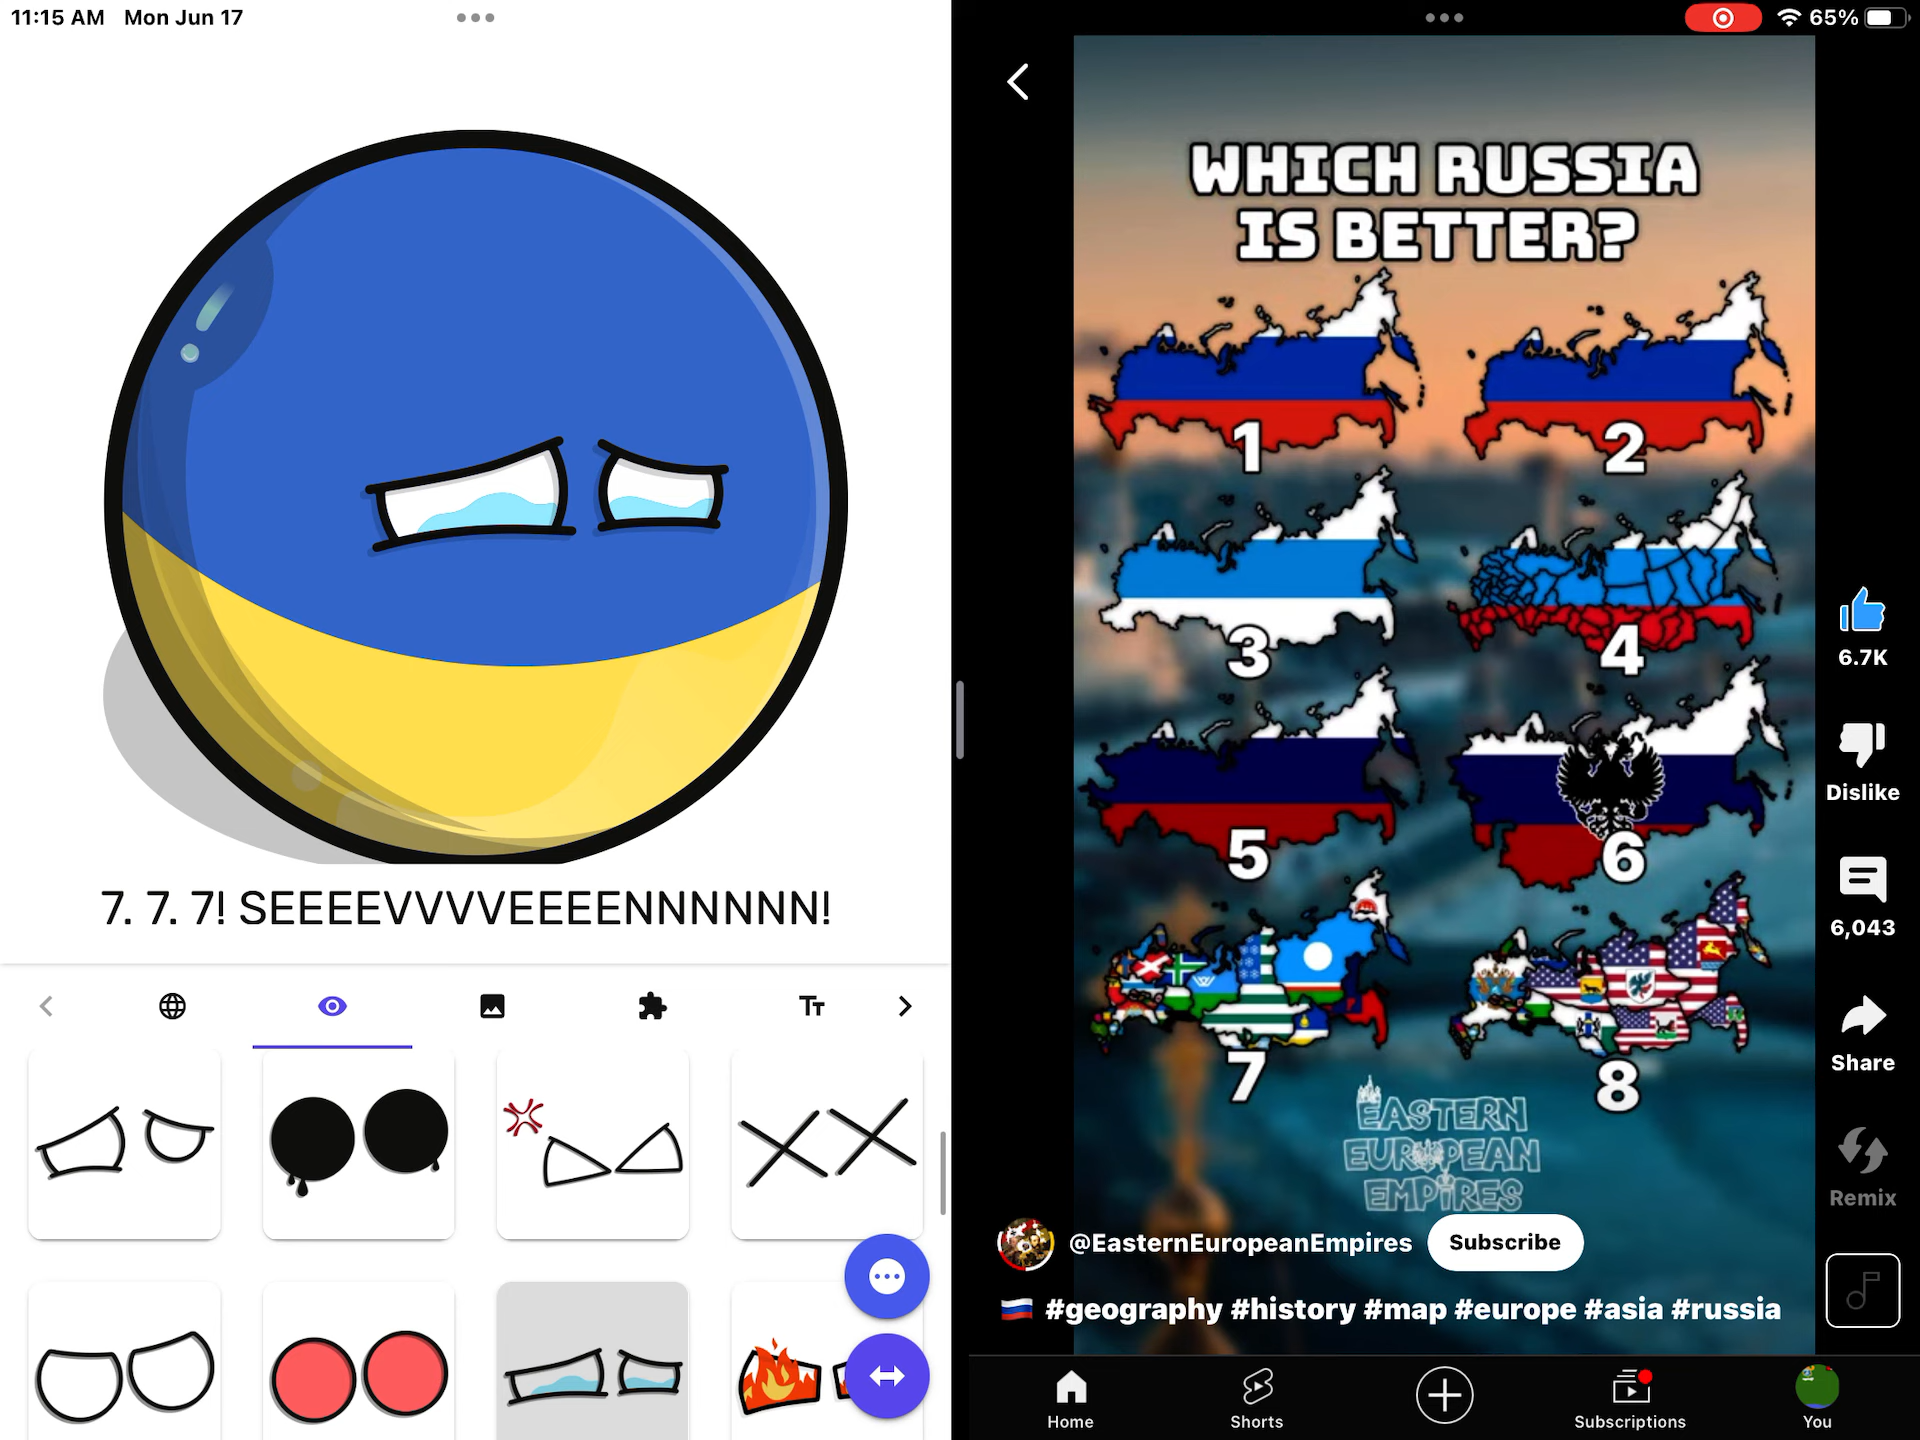 11:15 AM Mon Jun 17
7. 7. 7! SEEEEVVVVEEEENNNNNN!
Tт
65%
WHICH RUSSIA
IS BETTER?
1
2
3
4
5
6
7
8
EASTERN
EUROPEAN
EMPIRES
6.7K
Dislike
6,043
Share
Remix
@EasternEuropeanEmpires Subscribe
#geography #history #map #europe #asia #russia
Home
Shorts
Subscriptions
You